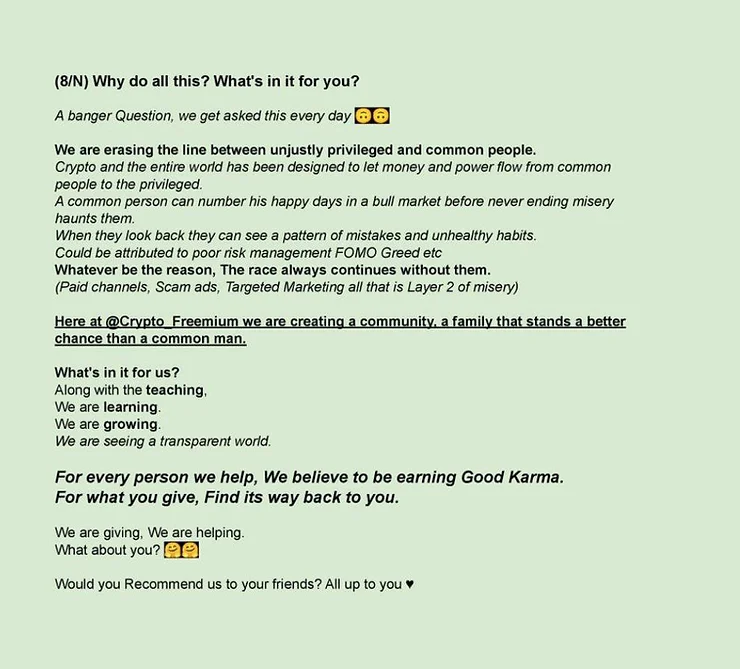 (8/N) Why do all this? What's in it for you?
A banger Question, we get asked this every day 🙃🙃
We are erasing the line between unjustly privileged and common people.
Crypto and the entire world has been designed to let money and power flow from common
people to the privileged.
A common person can number his happy days in a bull market before never ending misery
haunts them.
When they look back they can see a pattern of mistakes and unhealthy habits.
Could be attributed to poor risk management FOMO Greed etc
Whatever be the reason, The race always continues without them.
(Paid channels, Scam ads, Targeted Marketing all that is Layer 2 of misery)
Here at @Crypto_Freemium we are creating a community, a family that stands a better
chance than a common man.
What's in it for us?
Along with the teaching,
We are learning.
We are growing.
We are seeing a transparent world.
For every person we help, We believe to be earning Good Karma.
For what you give, Find its way back to you.
We are giving, We are helping.
What about you? 🤗🤗
Would you Recommend us to your friends? All up to you ♥